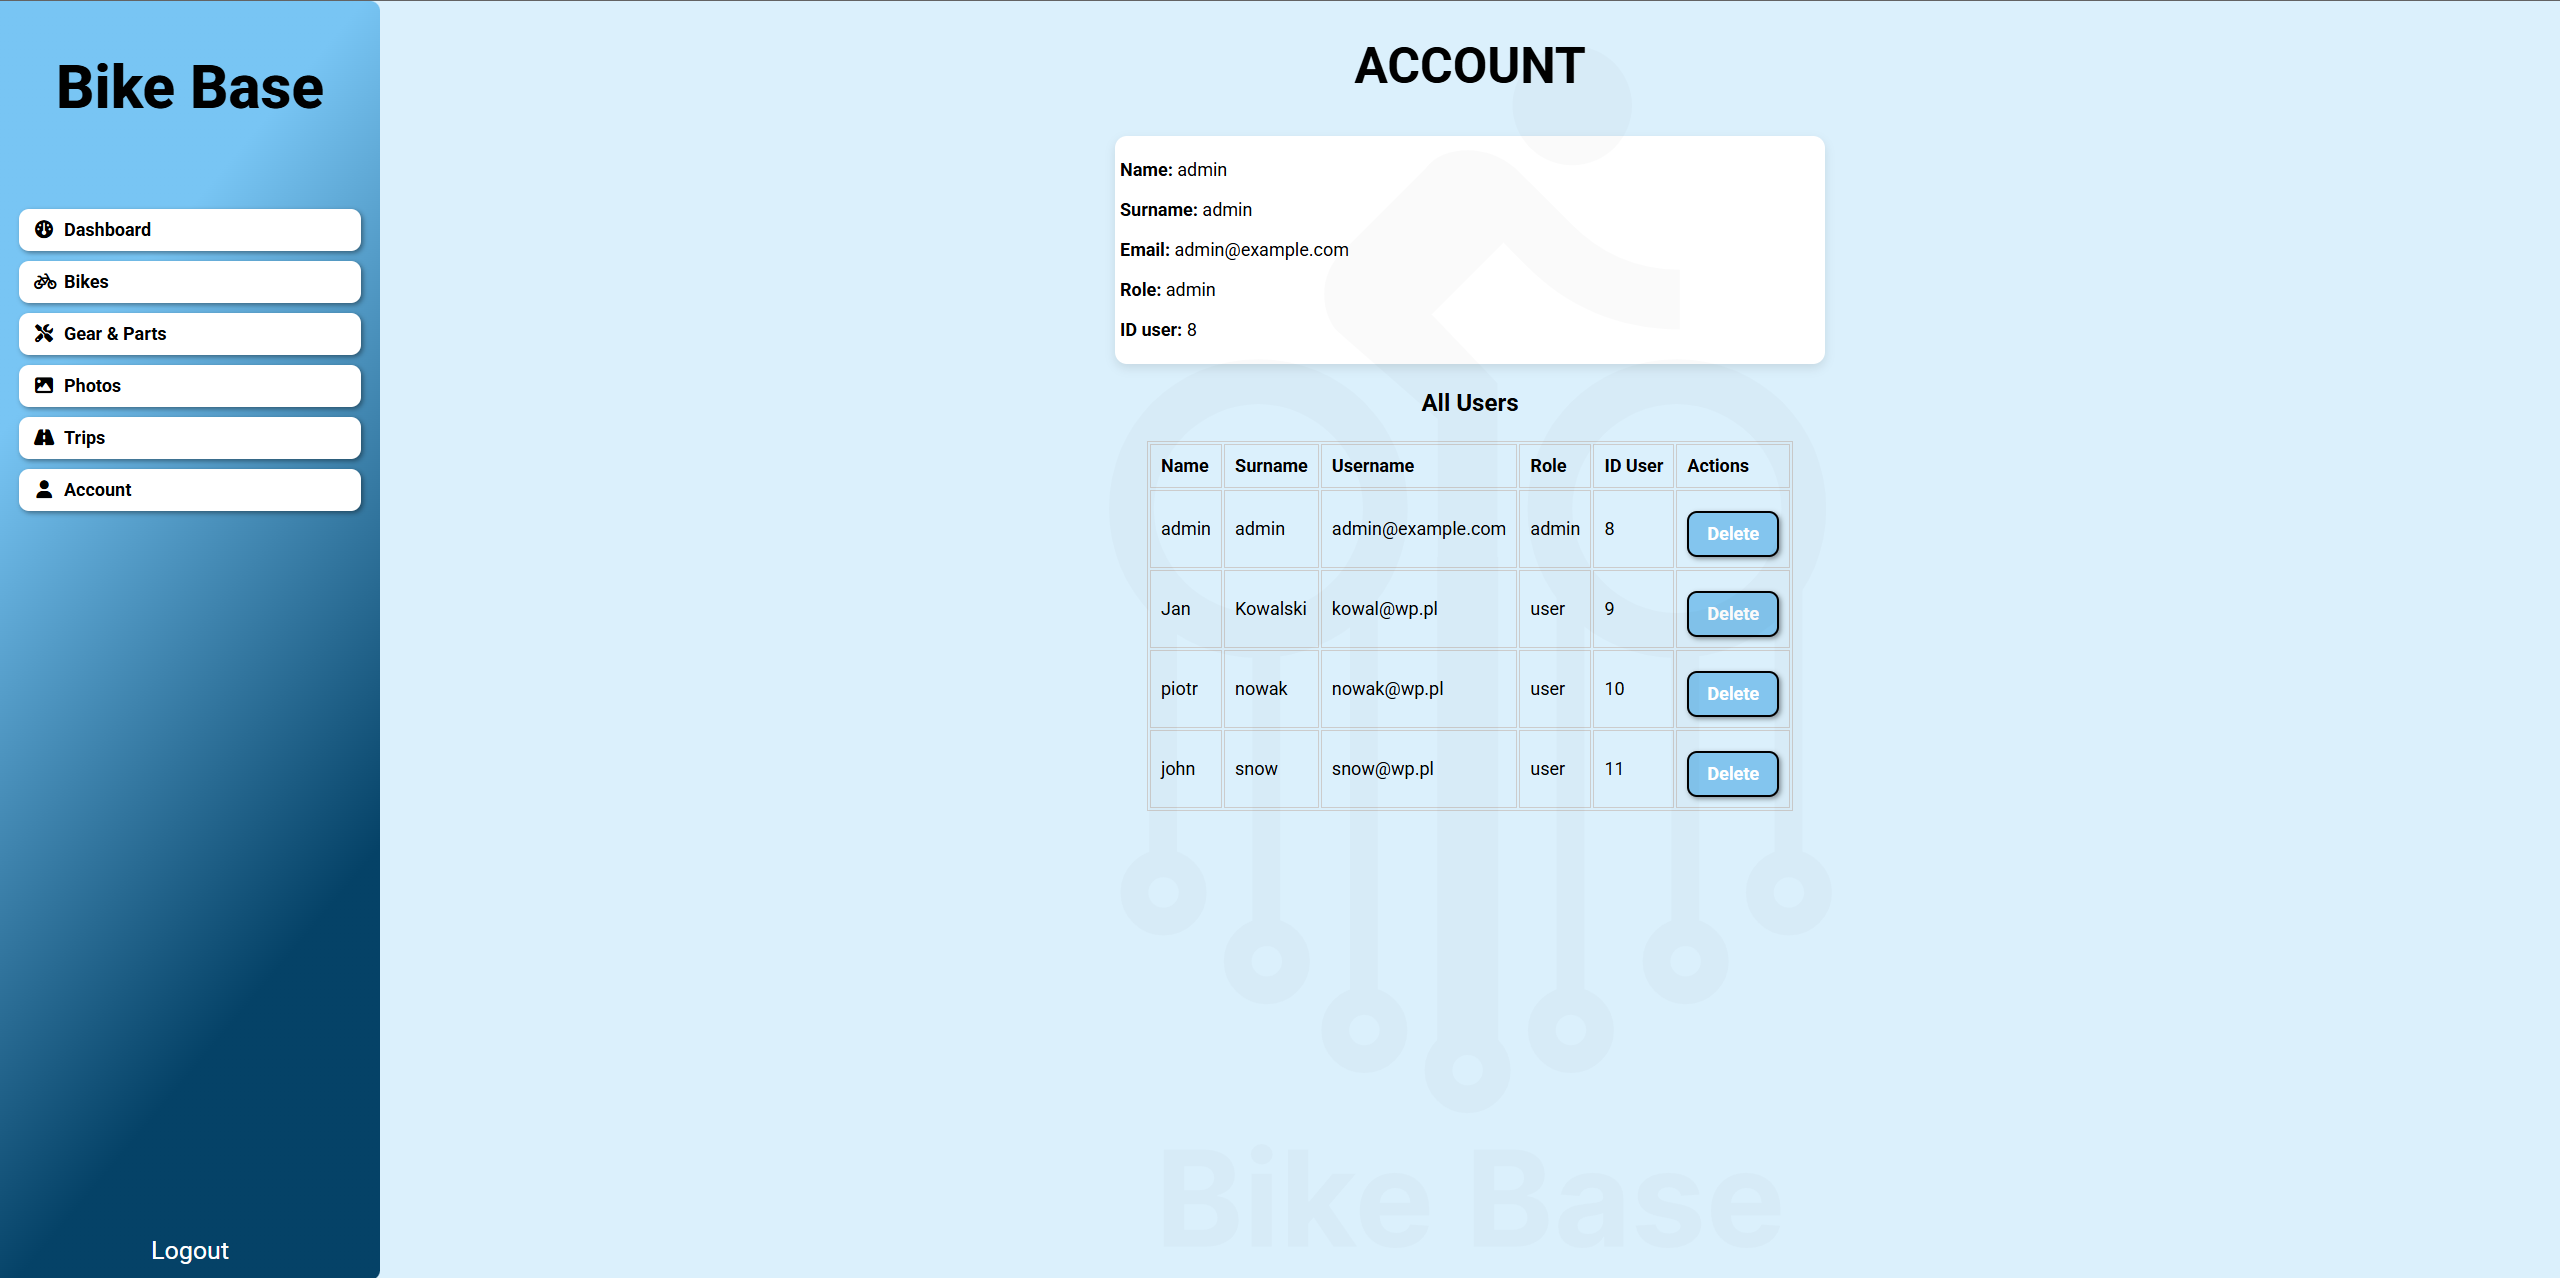 Bike Base
Dashboard
Bikes
Gear & Parts
Photos
Trips
Account
Logout
ACCOUNT
Name: admin
Surname: admin
Email: admin@example.com
Role: admin
ID user: 8
All Users
Name Surname Username Role ID User Actions
admin admin admin@example.com admin 8 Delete
Jan Kowalski kowal@wp.pl user 9 Delete
piotr nowak nowak@wp.pl user 10 Delete
john snow snow@wp.pl user 11 Delete
Bike Base